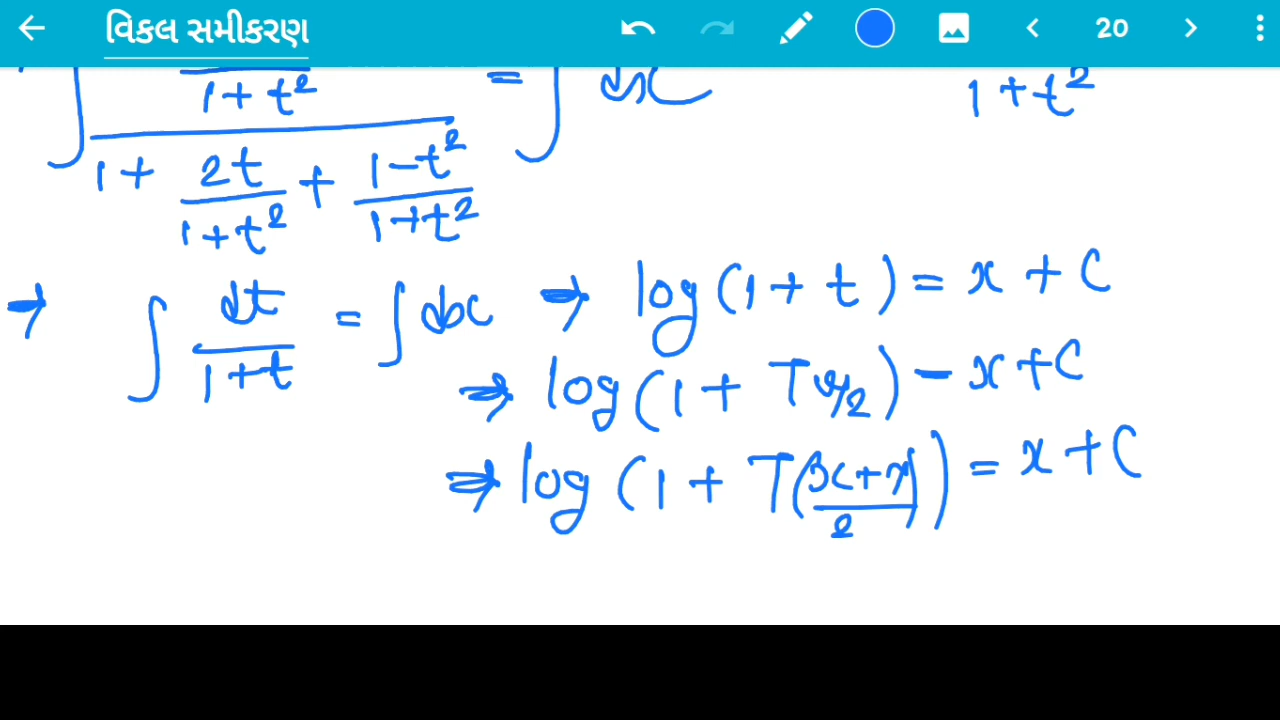 વિકલ સમીકરણ 20
∫ 1+t² = ∫ dx 1+t²
1 + 2t/1+t² + 1-t²/1+t²
⇒ ∫ dt/1+t = ∫ dx ⇒ log(1+t) = x + C
⇒ log(1 + T v/2) = x + C
⇒ log(1 + T(x+y/2)) = x + C